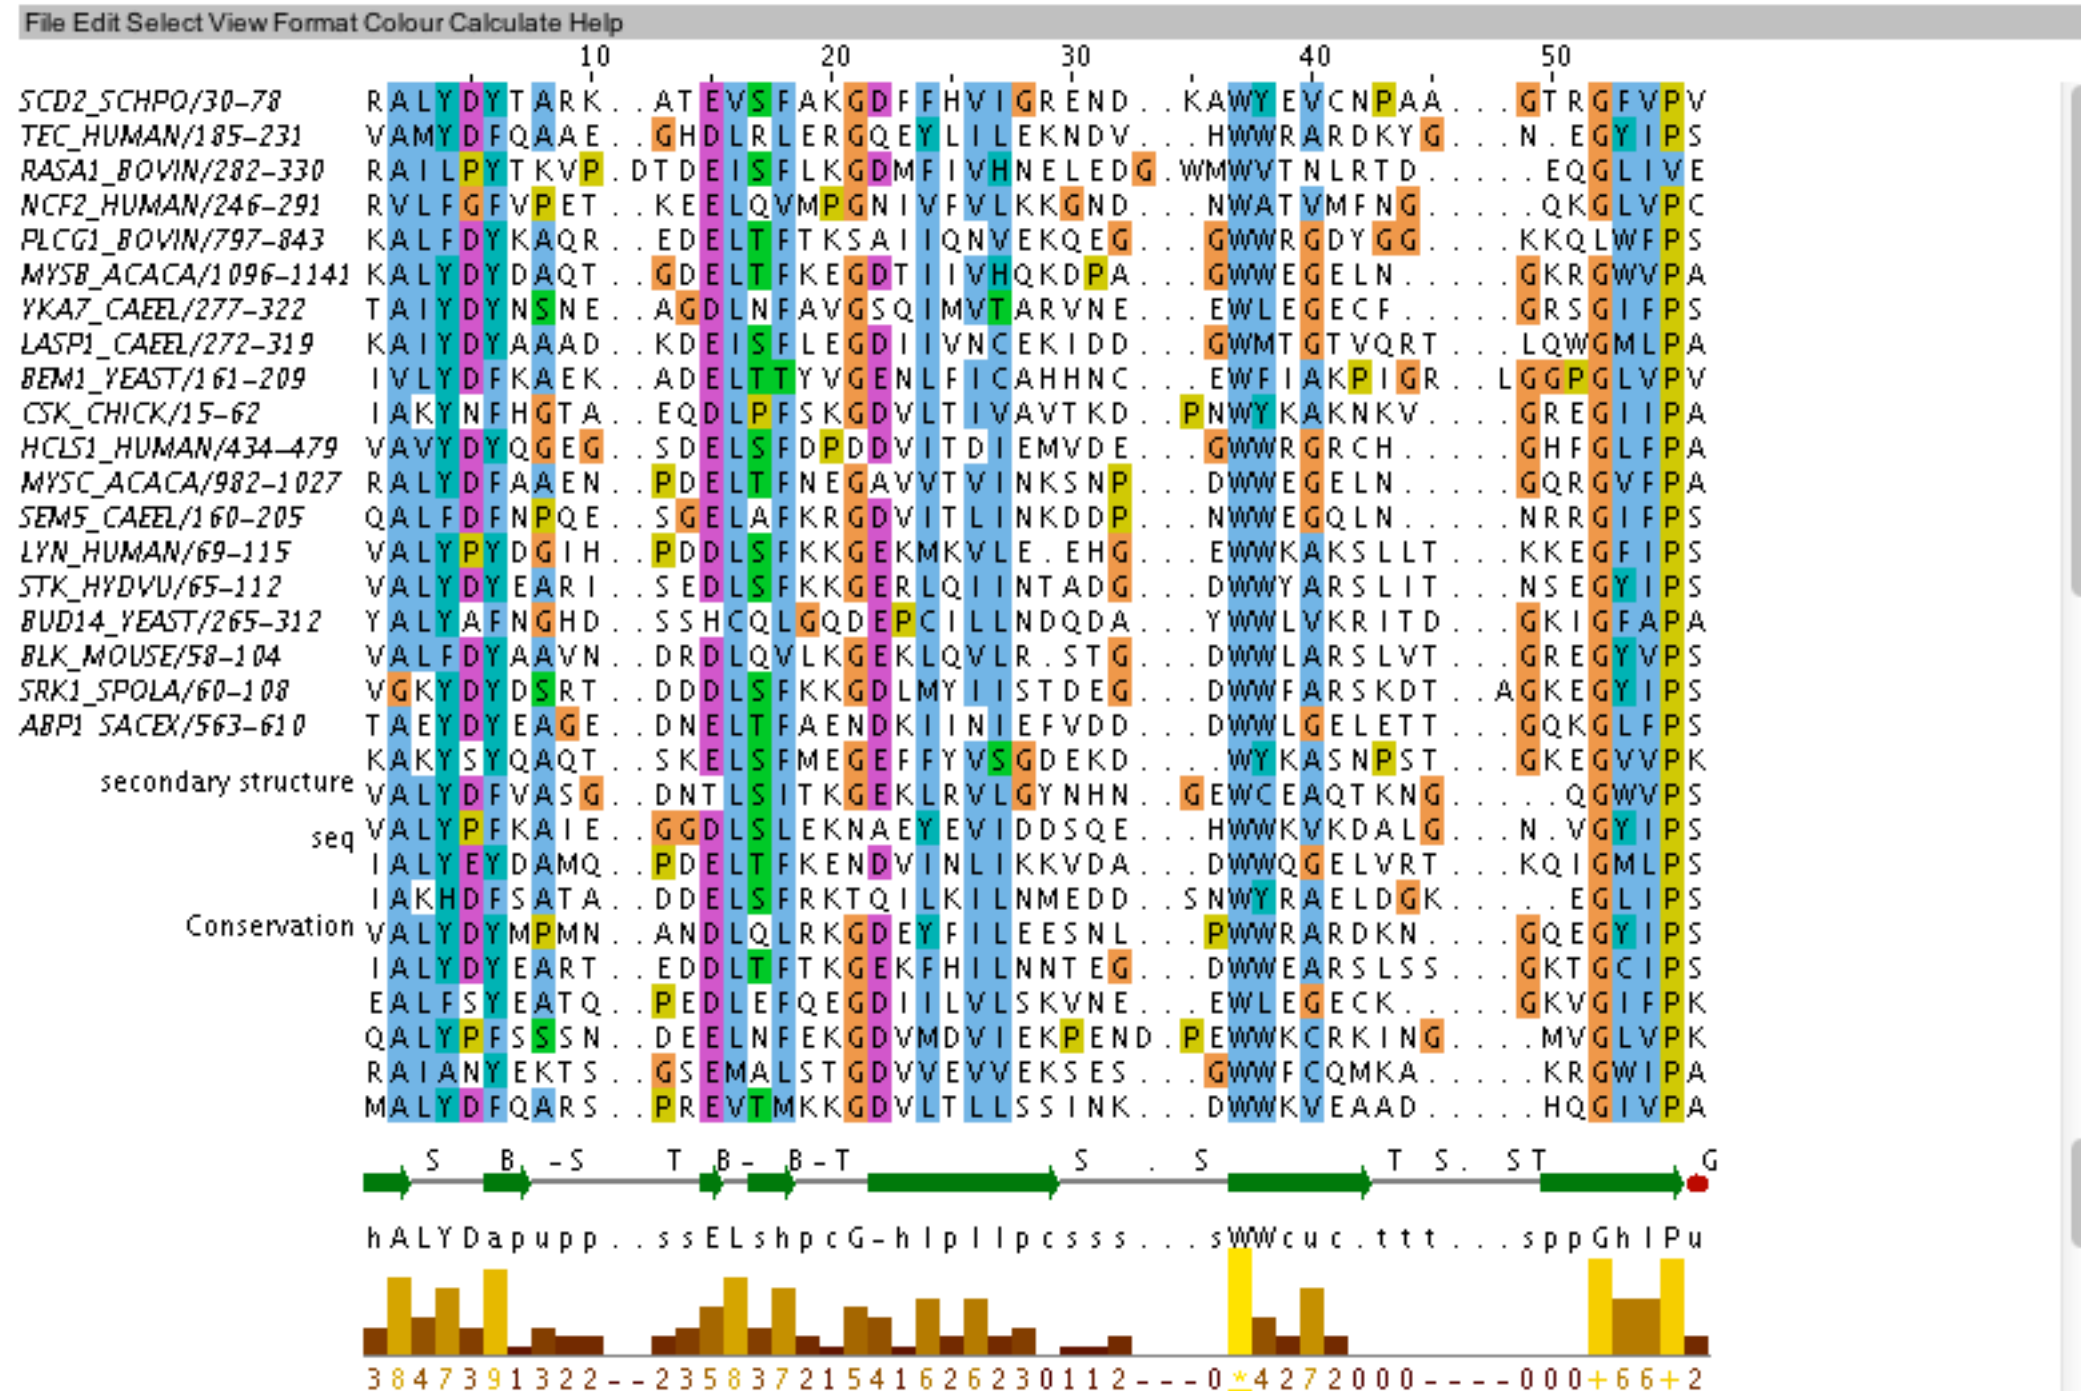 File Edit Select View Format Colour Calculate Help
10 20 30 40 50
SCD2_SCHPO/30-78 RALYDYTARK..ATEVSFAKGDFFHVIGREND..KAWYEVCNPAA...GTRGFVPV
TEC_HUMAN/185-231 VAMYDFQAAE..GHDLRLERGQEYLILEKNDV...HWWRARDKYG...N.EGYIPS
RASA1_BOVIN/282-330 RAILPYTKVP.DTDEISFLKGDMFIVHNELEDG.WMWVTNLRTD.....EQGLIVE
NCF2_HUMAN/246-291 RVLFGFVPET..KEELQVMPGNIVFVLKKGND...NWATVMFNG.....QKGLVPC
PLCG1_BOVIN/797-843 KALFDYKAQR..EDELTFTKSAIIQNVEKQEG...GWWRGDYGG....KKQLWFPS
MYSB_ACACA/1096-1141 KALYDYDAQT..GDELTFKEGDTIIVHQKDPA...GWWEGELN.....GKRGWVPA
YKA7_CAEEL/277-322 TAIYDYNSNE..AGDLNFAVGSQIMVTARVNE...EWLEGECF.....GRSGIFPS
LASP1_CAEEL/272-319 KAIYDYAAAD..KDEISFLEGDIIVNCEKIDD...GWMTGTVQRT...LQWGMLPA
BEM1_YEAST/161-209 IVLYDFKAEK..ADELTTYVGENLFICAHHNC...EWFIAKPIGR..LGGPGLVPV
CSK_CHICK/15-62 IAKYNFHGTA..EQDLPFSKGDVLTIVAVTKD..PNWYKAKNKV....GREGIIPA
HCLS1_HUMAN/434-479 VAVYDYQGEG..SDELSFDPDDVITDIEMVDE...GWWRGRCH.....GHFGLFPA
MYSC_ACACA/982-1027 RALYDFAAEN..PDELTFNEGAVVTVINKSNP...DWWEGELN.....GQRGVFPA
SEM5_CAEEL/160-205 QALFDFNPQE..SGELAFKRGDVITLINKDDP...NWWEGQLN.....NRRGIFPS
LYN_HUMAN/69-115 VALYPYDGIH..PDDLSFKKGEKMKVLE.EHG...EWWKAKSLLT...KKEGFIPS
STK_HYDVU/65-112 VALYDYEARI..SEDLSFKKGERLQIINTADG...DWWYARSLIT...NSEGYIPS
BUD14_YEAST/265-312 YALYAFNGHD..SSHCQLGQDEPCILLNDQDA...YWWLVKRITD...GKIGFAPA
BLK_MOUSE/58-104 VALFDYAAVN..DRDLQVLKGEKLQVLR.STG...DWWLARSLVT...GREGYVPS
SRK1_SPOLA/60-108 VGKYDYDSRT..DDDLSFKKGDLMYIISTDEG...DWWFARSKDT..AGKEGYIPS
ABP1 SACEX/563-610 TAEYDYEAGE..DNELTFAENDKIINIEFVDD...DWWLGELETT...GQKGLFPS
KAKYSYQAQT..SKELSFMEGEFFYVSGDEKD....WYKASNPST...GKEGVVPK
secondary structure VALYDFVASG..DNTLSITKGEKLRVLGYNHN..GEWCEAQTKNG.....QGWVPS
seq VALYPFKAIE..GGDLSLEKNAEYEVIDDSQE...HWWKVKDALG...N.VGYIPS
IALYEYDAMQ..PDELTFKENDVINLIKKVDA...DWWQGELVRT...KQIGMLPS
IAKHDFSATA..DDELSFRKTQILKILNMEDD..SNWYRAELDGK.....EGLIPS
Conservation VALYDYMPMN..ANDLQLRKGDEYFILEESNL...PWWRARDKN....GQEGYIPS
IALYDYEART..EDDLTFTKGEKFHILNNTEG...DWWEARSLSS...GKTGCIPS
EALFSYEATQ..PEDLEFQEGDIILVLSKVNE...EWLEGECK.....GKVGIFPK
QALYPFSSSN..DEELNFEKGDVMDVIEKPEND.PEWWKCRKING....MVGLVPK
RAIANYEKTS..GSEMALSTGDVVEVVEKSES...GWWFCQMKA.....KRGWIPA
MALYDFQARS..PREVTMKKGDVLTLLSSINK...DWWKVEAAD.....HQGIVPA
S B -S T B- B-T S . S T S. ST G
hALYDapupp..ssELshpcG-hIpIIpcsss...sWWcuc.ttt...sppGhIPu
3847391322--2358372154162623 0112---0*4272000----000+66+2